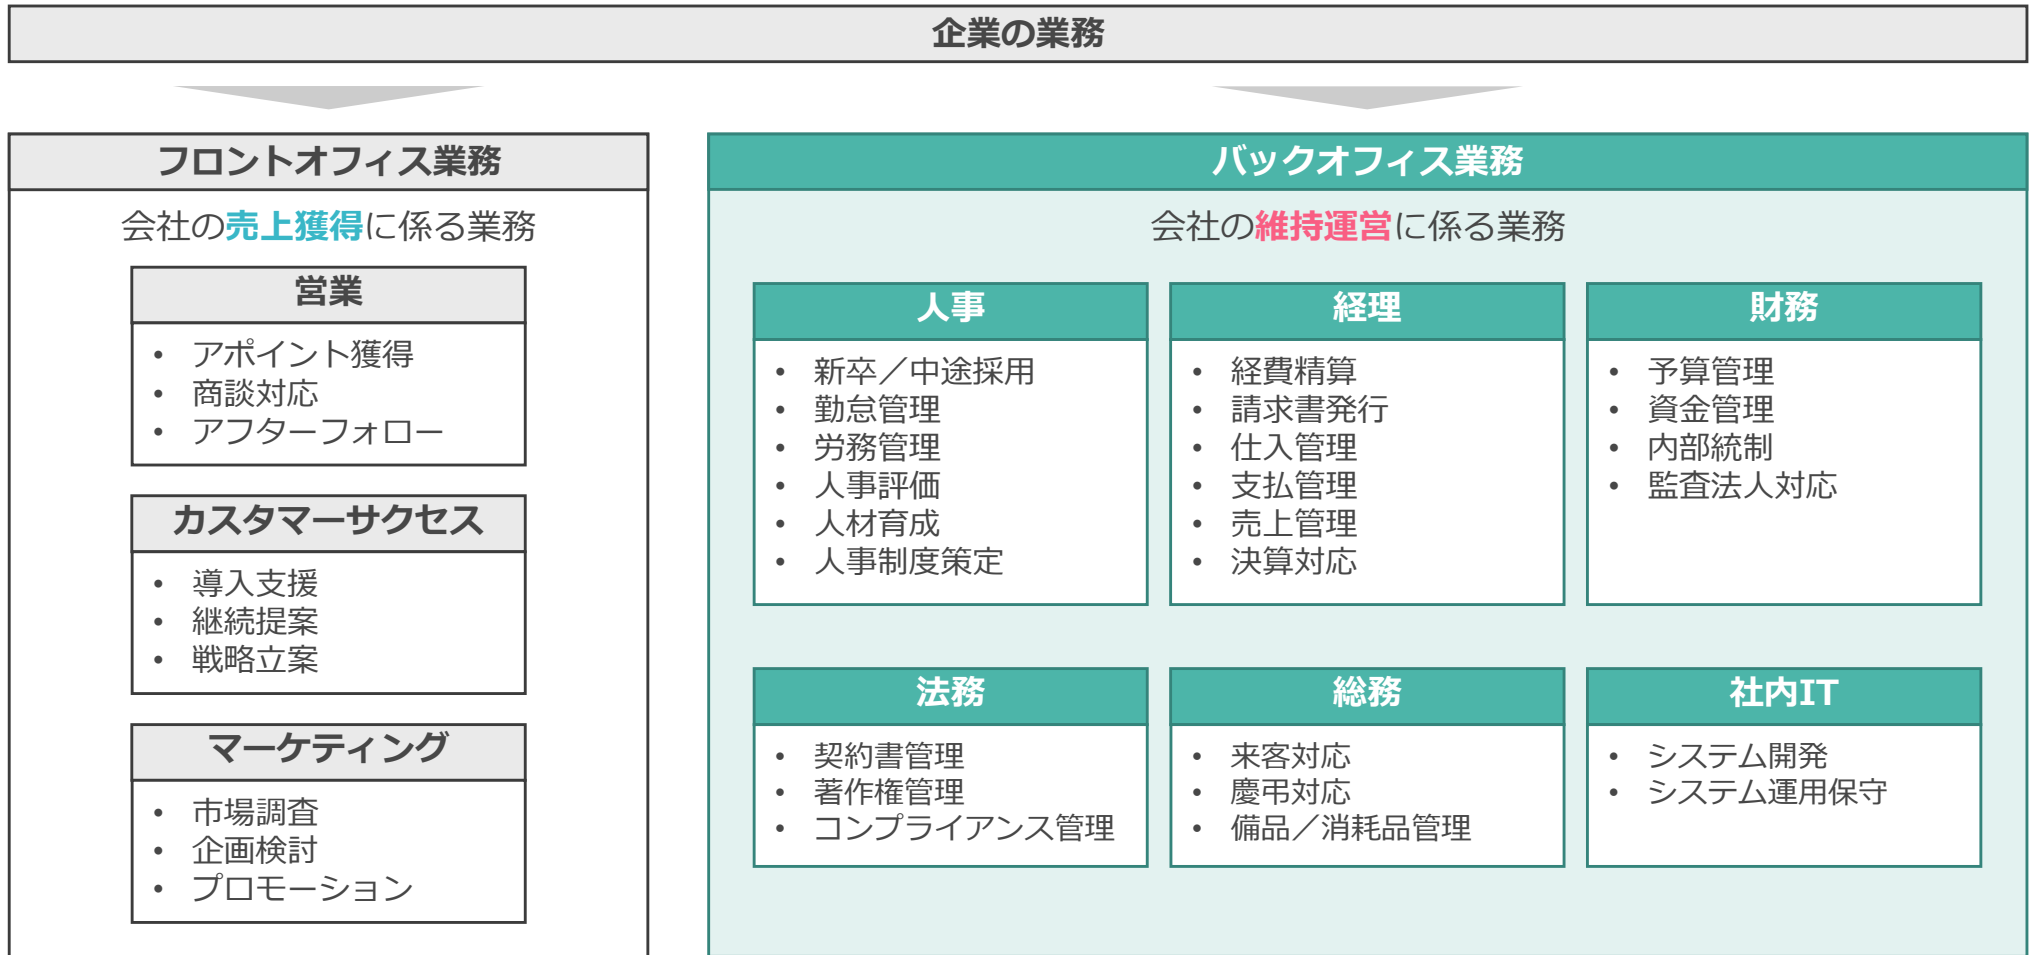 企業の業務
フロントオフィス業務
会社の売上獲得に係る業務
営業
• アポイント獲得
• 商談対応
• アフターフォロー
カスタマーサクセス
• 導入支援
• 継続提案
• 戦略立案
マーケティング
• 市場調査
• 企画検討
• プロモーション
バックオフィス業務
会社の維持運営に係る業務
人事
• 新卒／中途採用
• 勤怠管理
• 労務管理
• 人事評価
• 人材育成
• 人事制度策定
経理
• 経費精算
• 請求書発行
• 仕入管理
• 支払管理
• 売上管理
• 決算対応
財務
• 予算管理
• 資金管理
• 内部統制
• 監査法人対応
法務
• 契約書管理
• 著作権管理
• コンプライアンス管理
総務
• 来客対応
• 慶弔対応
• 備品／消耗品管理
社内IT
• システム開発
• システム運用保守